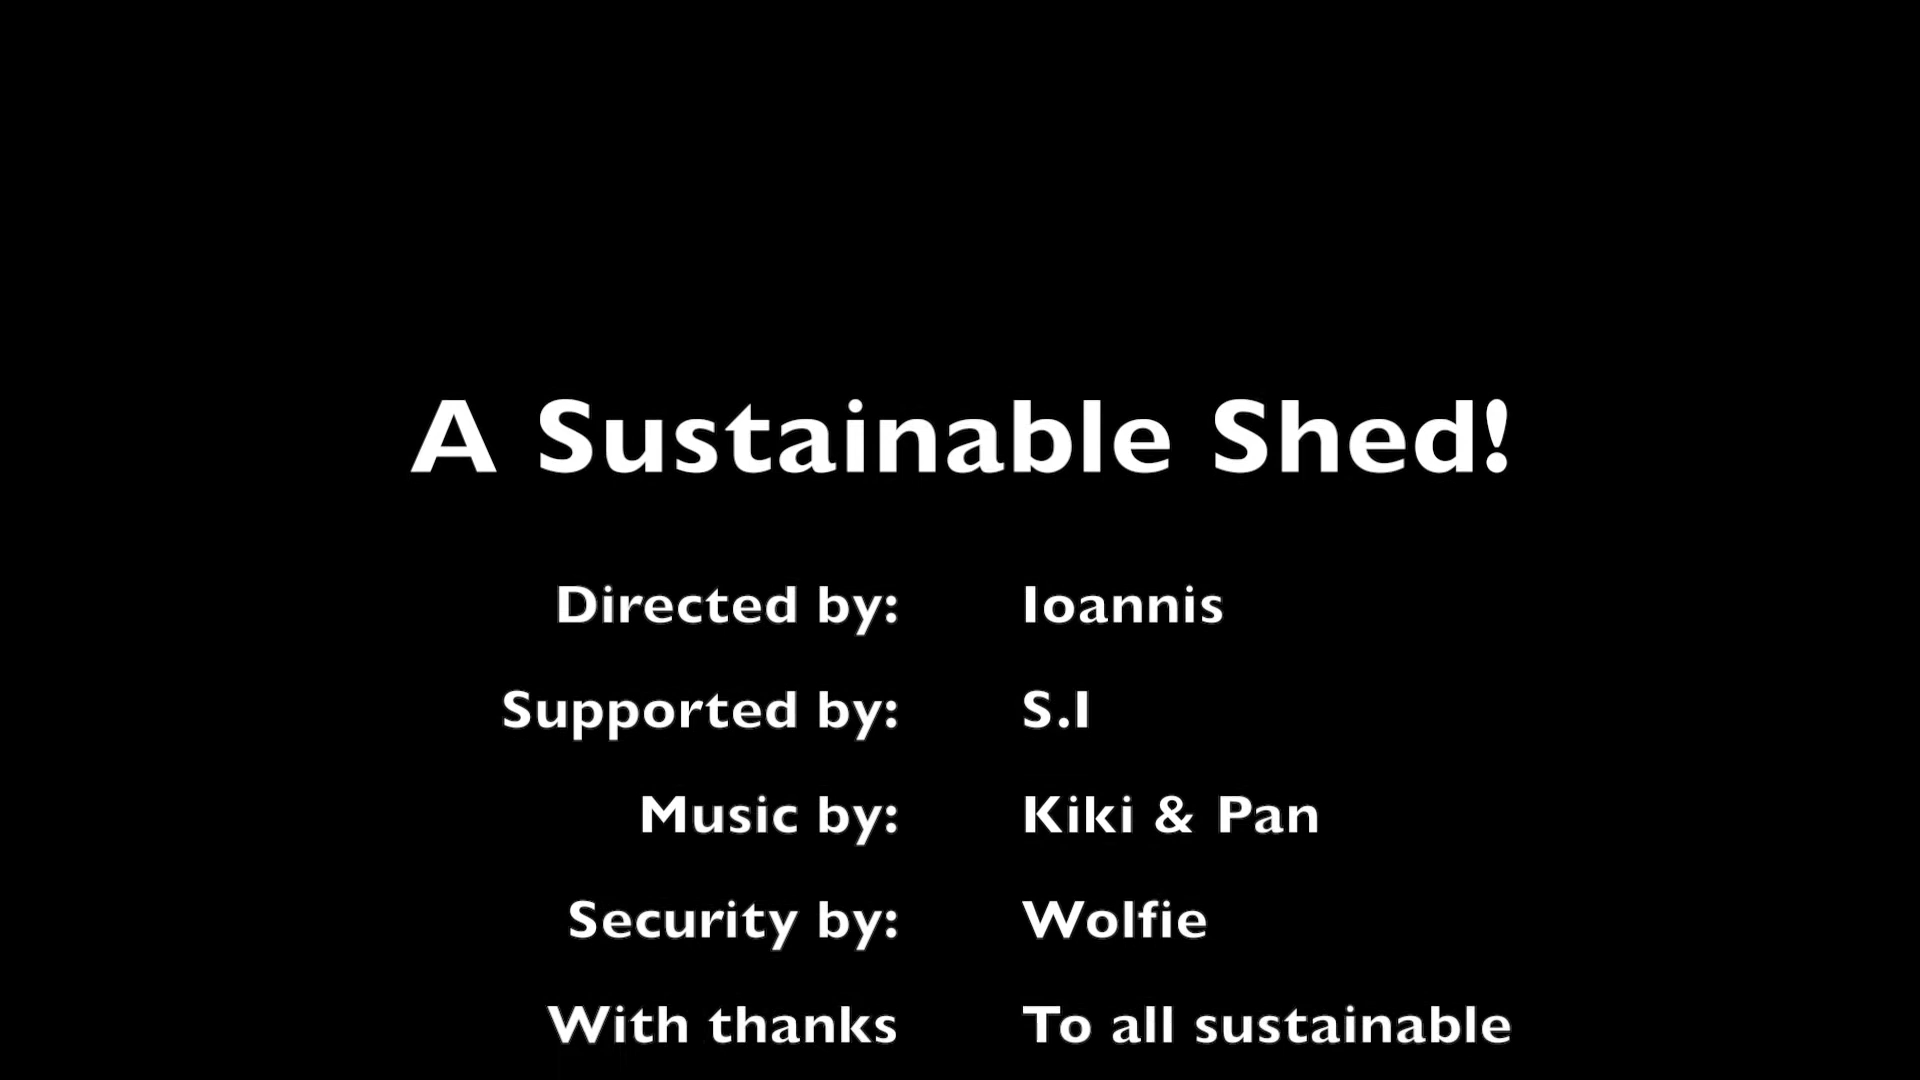 A Sustainable Shed!
Directed by: Ioannis
Supported by: S.I
Music by: Kiki & Pan
Security by: Wolfie
With thanks To all sustainable